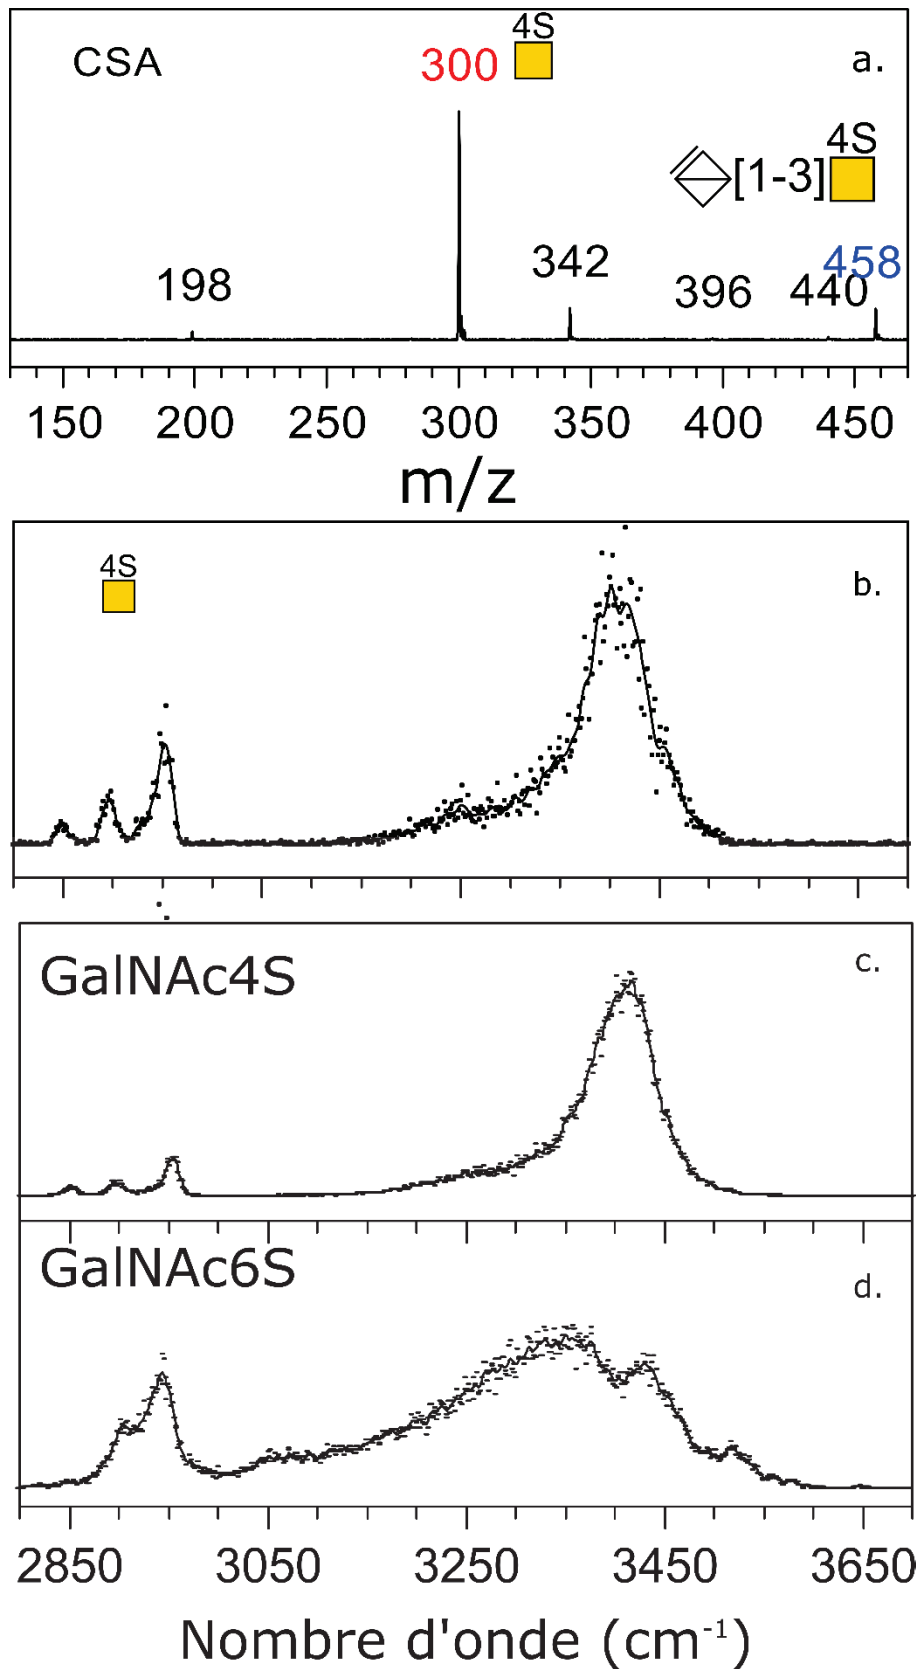 4S
CSA
300
a.
4S
[1-3]
458
342
198
396
440
150 200 250 300 350 400 450
m/z
4S
b.
GalNAc4S
c.
GalNAc6S
d.
2850 3050 3250 3450 3650
Nombre d'onde (cm⁻¹)